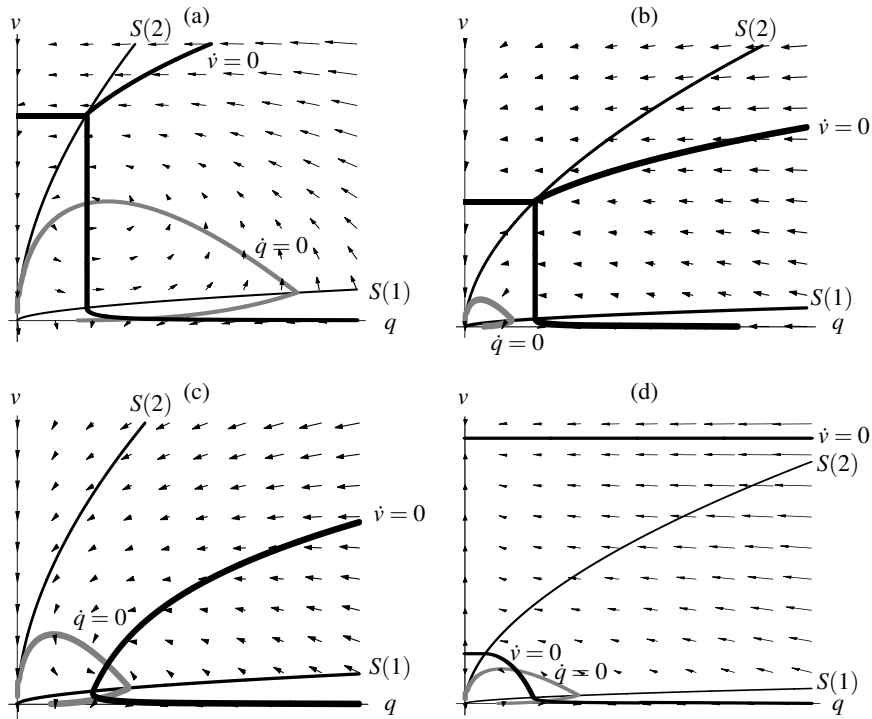 (a)
v
S(2)
v̇ = 0
q̇ = 0
S(1)
q
(b)
v
S(2)
v̇ = 0
S(1)
q
q̇ = 0
(c)
v
S(2)
v̇ = 0
q̇ = 0
S(1)
q
(d)
v
v̇ = 0
S(2)
v̇ = 0
q̇ = 0
S(1)
q